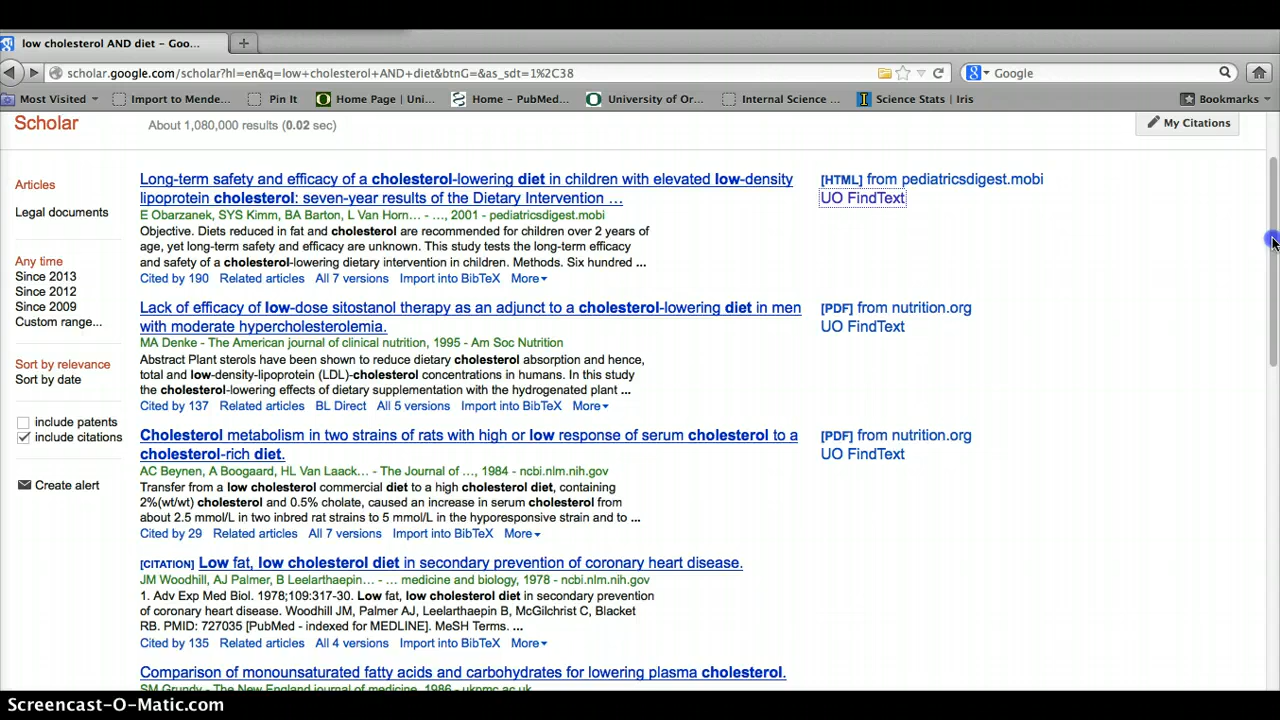 low cholesterol AND diet – Goo...
scholar.google.com/scholar?hl=en&q=low+cholesterol+AND+diet&btnG=&as_sdt=1%2C38
Google
Most Visited
Import to Mende...
Pin It
Home Page | Uni...
Home – PubMed...
University of Or...
Internal Science ...
Science Stats | Iris
Bookmarks
Scholar
About 1,080,000 results (0.02 sec)
My Citations
Articles
Legal documents
Any time
Since 2013
Since 2012
Since 2009
Custom range...
Sort by relevance
Sort by date
include patents
include citations
Create alert
Long-term safety and efficacy of a cholesterol-lowering diet in children with elevated low-density
lipoprotein cholesterol: seven-year results of the Dietary Intervention ...
E Obarzanek, SYS Kimm, BA Barton, L Van Horn... - ..., 2001 - pediatricsdigest.mobi
Objective. Diets reduced in fat and cholesterol are recommended for children over 2 years of
age, yet long-term safety and efficacy are unknown. This study tests the long-term efficacy
and safety of a cholesterol-lowering dietary intervention in children. Methods. Six hundred ...
Cited by 190 Related articles All 7 versions Import into BibTeX More
[HTML] from pediatricsdigest.mobi
UO FindText
Lack of efficacy of low-dose sitostanol therapy as an adjunct to a cholesterol-lowering diet in men
with moderate hypercholesterolemia.
MA Denke - The American journal of clinical nutrition, 1995 - Am Soc Nutrition
Abstract Plant sterols have been shown to reduce dietary cholesterol absorption and hence,
total and low-density-lipoprotein (LDL)-cholesterol concentrations in humans. In this study
the cholesterol-lowering effects of dietary supplementation with the hydrogenated plant ...
Cited by 137 Related articles BL Direct All 5 versions Import into BibTeX More
[PDF] from nutrition.org
UO FindText
Cholesterol metabolism in two strains of rats with high or low response of serum cholesterol to a
cholesterol-rich diet.
AC Beynen, A Boogaard, HL Van Laack... - The Journal of ..., 1984 - ncbi.nlm.nih.gov
Transfer from a low cholesterol commercial diet to a high cholesterol diet, containing
2%(wt/wt) cholesterol and 0.5% cholate, caused an increase in serum cholesterol from
about 2.5 mmol/L in two inbred rat strains to 5 mmol/L in the hyporesponsive strain and to ...
Cited by 29 Related articles All 7 versions Import into BibTeX More
[PDF] from nutrition.org
UO FindText
[CITATION] Low fat, low cholesterol diet in secondary prevention of coronary heart disease.
JM Woodhill, AJ Palmer, B Leelarthaepin... - ... medicine and biology, 1978 - ncbi.nlm.nih.gov
1. Adv Exp Med Biol. 1978;109:317-30. Low fat, low cholesterol diet in secondary prevention
of coronary heart disease. Woodhill JM, Palmer AJ, Leelarthaepin B, McGilchrist C, Blacket
RB. PMID: 727035 [PubMed - indexed for MEDLINE]. MeSH Terms. ...
Cited by 135 Related articles All 4 versions Import into BibTeX More
Comparison of monounsaturated fatty acids and carbohydrates for lowering plasma cholesterol.
SM Grundy - The New England journal of medicine, 1986 - ukpmc.ac.uk
Screencast-O-Matic.com